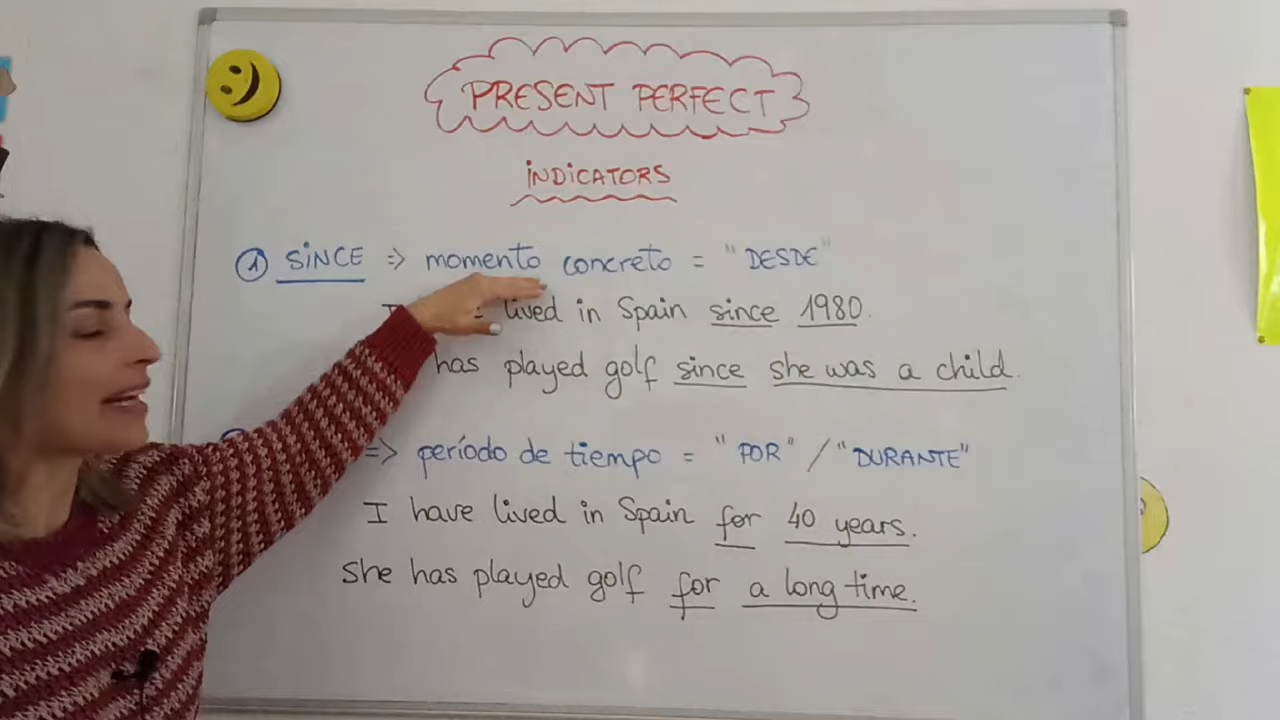 PRESENT PERFECT
INDICATORS
1 SINCE => momento concreto = "DESDE"
I lived in Spain since 1980.
has played golf since she was a child.
=> período de tiempo = "POR" / "DURANTE"
I have lived in Spain for 40 years.
She has played golf for a long time.